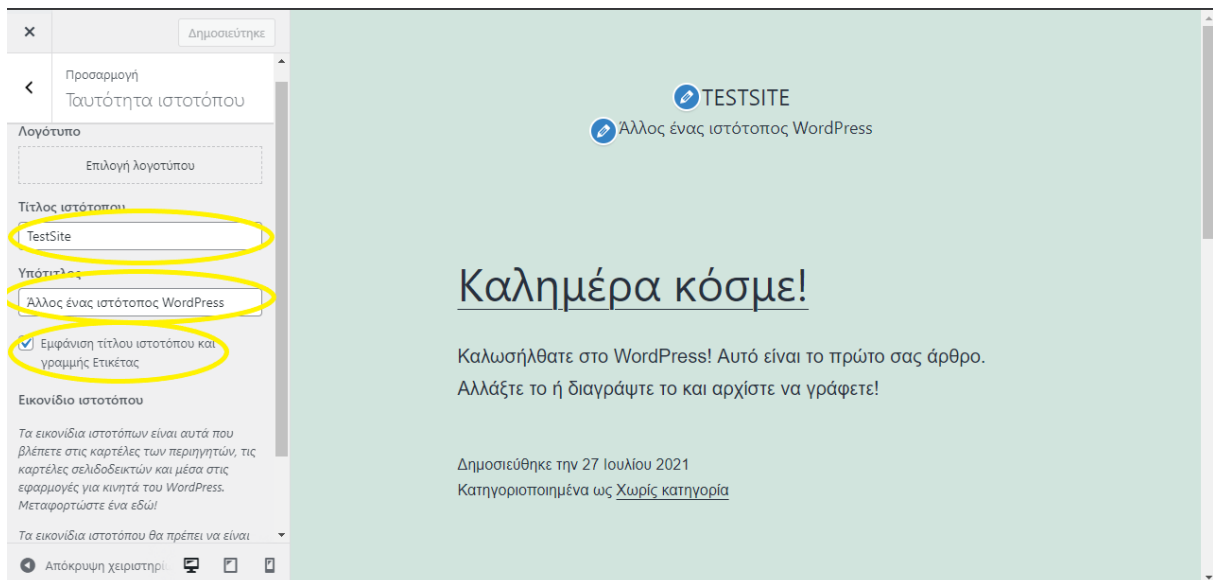 Δημοσιεύτηκε
Προσαρμογή
Ταυτότητα ιστοτόπου
Λογότυπο
Επιλογή λογοτύπου
Τίτλος ιστότοπου
TestSite
Υπότιτλος
Άλλος ένας ιστότοπος WordPress
Εμφάνιση τίτλου ιστοτόπου και
γραμμής Ετικέτας
Εικονίδιο ιστοτόπου
Τα εικονίδια ιστοτόπων είναι αυτά που
βλέπετε στις καρτέλες των περιηγητών, τις
καρτέλες σελιδοδεικτών και μέσα στις
εφαρμογές για κινητά του WordPress.
Μεταφορτώστε ένα εδώ!
Τα εικονίδια ιστοτόπου θα πρέπει να είναι
Απόκρυψη
TESTSITE
Άλλος ένας ιστότοπος WordPress
Καλημέρα κόσμε!
Καλωσήλθατε στο WordPress! Αυτό είναι το πρώτο σας άρθρο.
Αλλάξτε το ή διαγράψτε το και αρχίστε να γράφετε!
Δημοσιεύθηκε την 27 Ιουλίου 2021
Κατηγοριοποιημένα ως Χωρίς κατηγορία